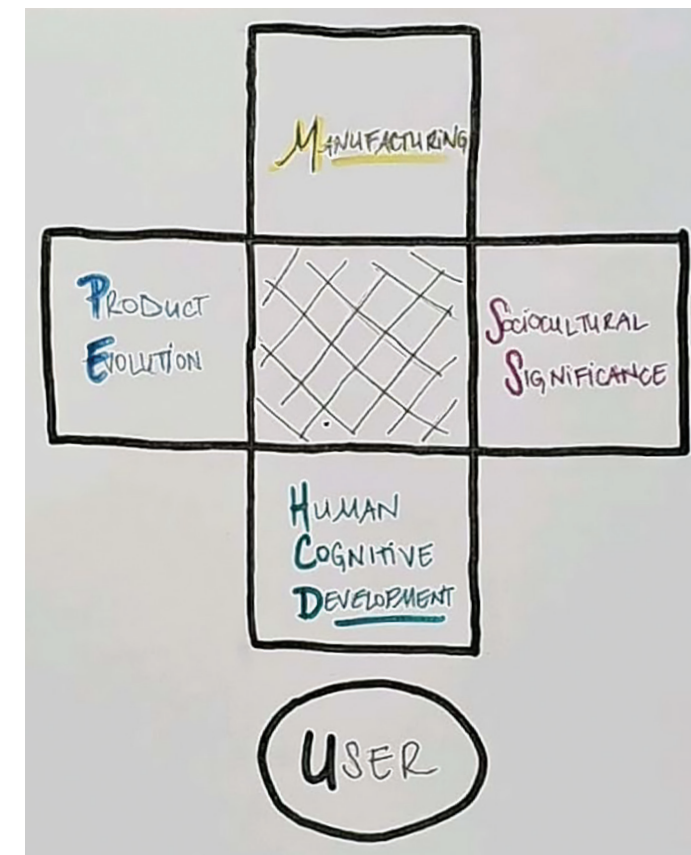 MANUFACTURING
PRODUCT
EVOLUTION
SOCIOCULTURAL
SIGNIFICANCE
HUMAN
COGNITIVE
DEVELOPMENT
USER